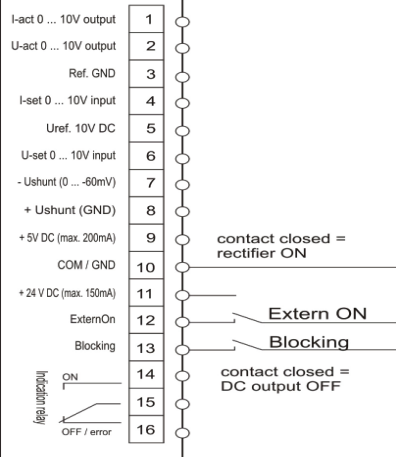 I-act 0 ... 10V output 1
U-act 0 ... 10V output 2
Ref. GND 3
I-set 0 ... 10V input 4
Uref. 10V DC 5
U-set 0 ... 10V input 6
- Ushunt (0 ... -60mV) 7
+ Ushunt (GND) 8
+ 5V DC (max. 200mA) 9
contact closed =
rectifier ON
COM / GND 10
+ 24 V DC (max. 150mA) 11
ExternOn 12 Extern ON
Blocking 13 Blocking
Indication relay
ON 14
contact closed =
DC output OFF
15
OFF / error 16